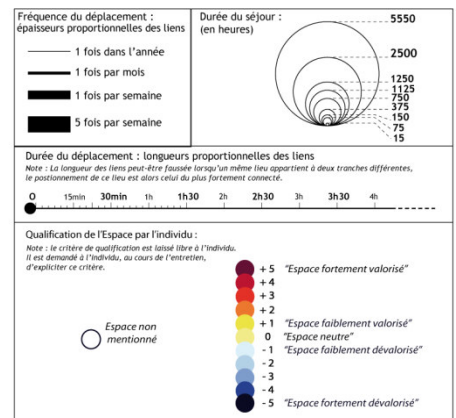 Fréquence du déplacement :
épaisseurs proportionnelles des liens
1 fois dans l'année
1 fois par mois
1 fois par semaine
5 fois par semaine
Durée du séjour :
(en heures)
5550
2500
1250
1125
750
375
150
75
15
Durée du déplacement : longueurs proportionnelles des liens
Note : La longueur des liens peut-être faussée lorsqu'un même lieu appartient à deux tranches différentes,
le postionement de ce lieu est alors celui du plus fortement connecté.
0 15min 30min 1h 1h30 2h 2h30 3h 3h30 4h
Qualification de l'Espace par l'individu :
Note : le critère de qualification est laissé libre à l'individu.
Il est demandé à l'individu, au cours de l'entretien,
d'expliciter ce critère.
Espace non
mentionné
+ 5 "Espace fortement valorisé"
+ 4
+ 3
+ 2
+ 1 "Espace faiblement valorisé"
0 "Espace neutre"
- 1 "Espace faiblement dévalorisé"
- 2
- 3
- 4
- 5 "Espace fortement dévalorisé"